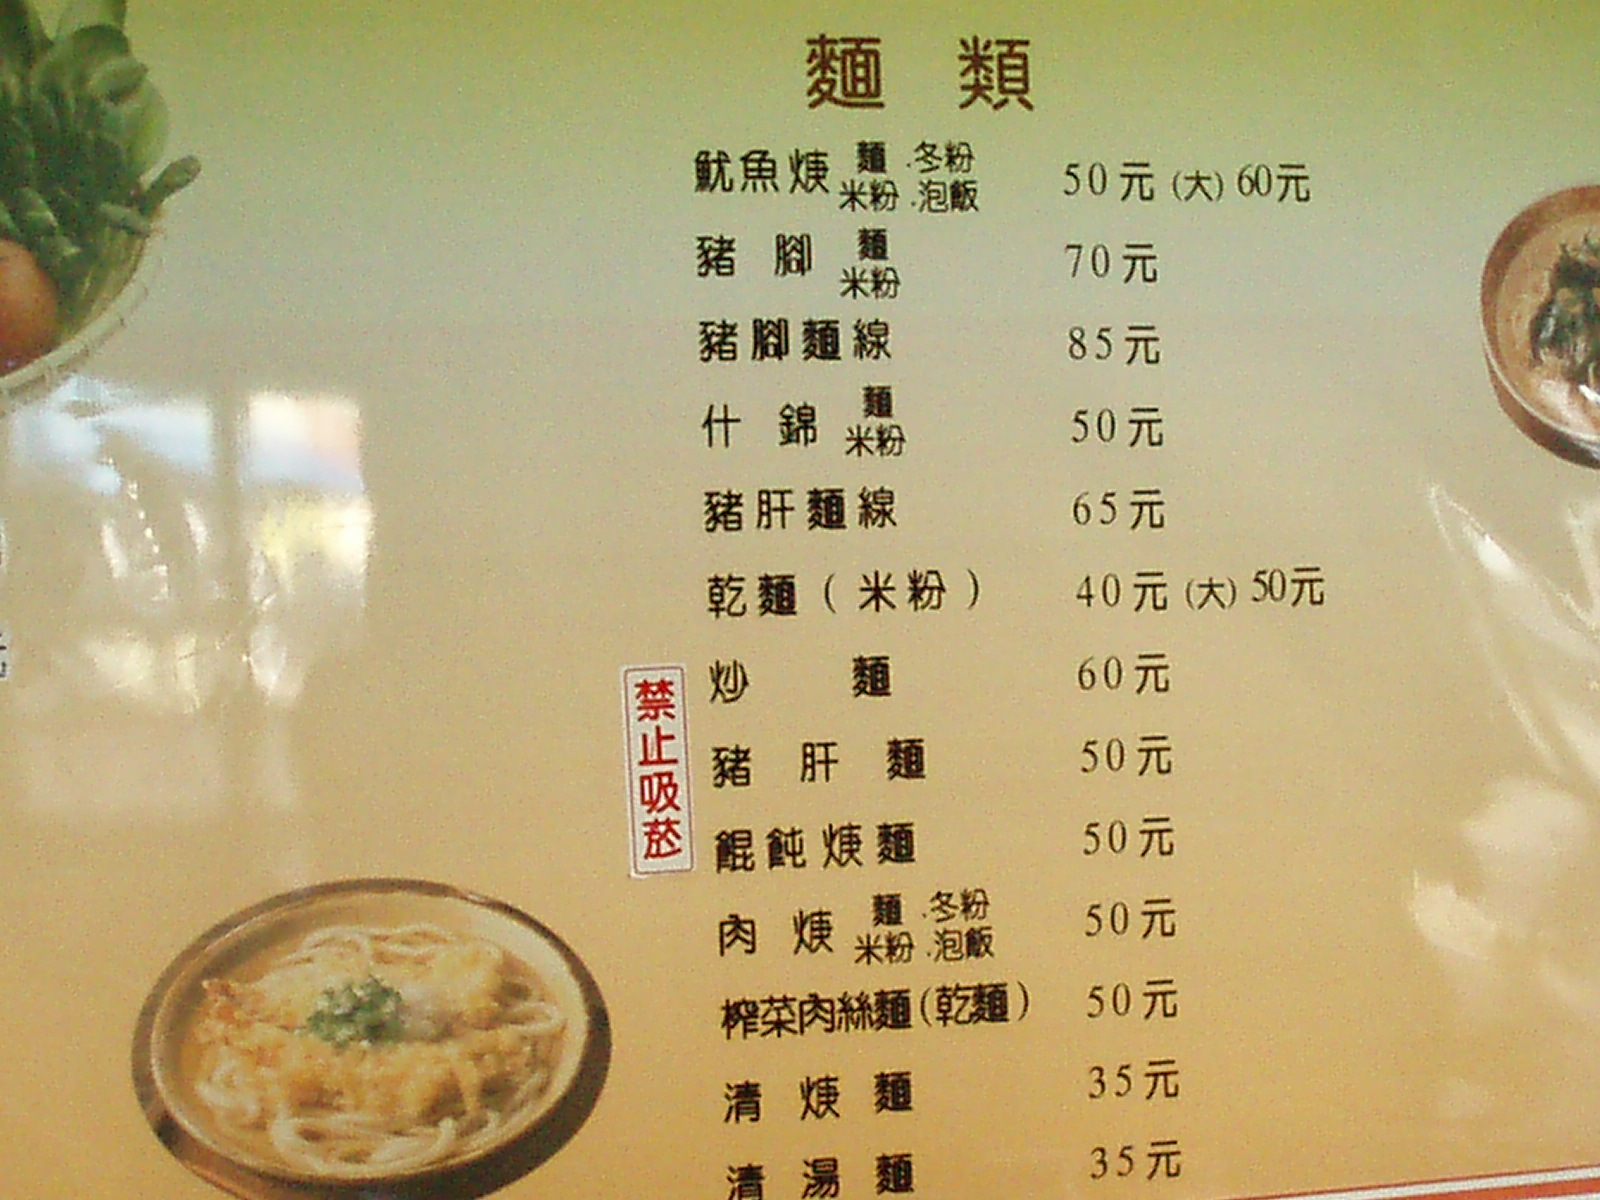 麵 類
魷魚焿 麵.冬粉 米粉.泡飯 50元 (大) 60元
豬腳 麵 米粉 70元
豬腳麵線 85元
什錦 麵 米粉 50元
豬肝麵線 65元
乾麵(米粉) 40元 (大) 50元
炒麵 60元
豬肝麵 50元
餛飩焿麵 50元
肉焿 麵.冬粉 米粉.泡飯 50元
榨菜肉絲麵(乾麵) 50元
清焿麵 35元
清湯麵 35元
禁止吸菸